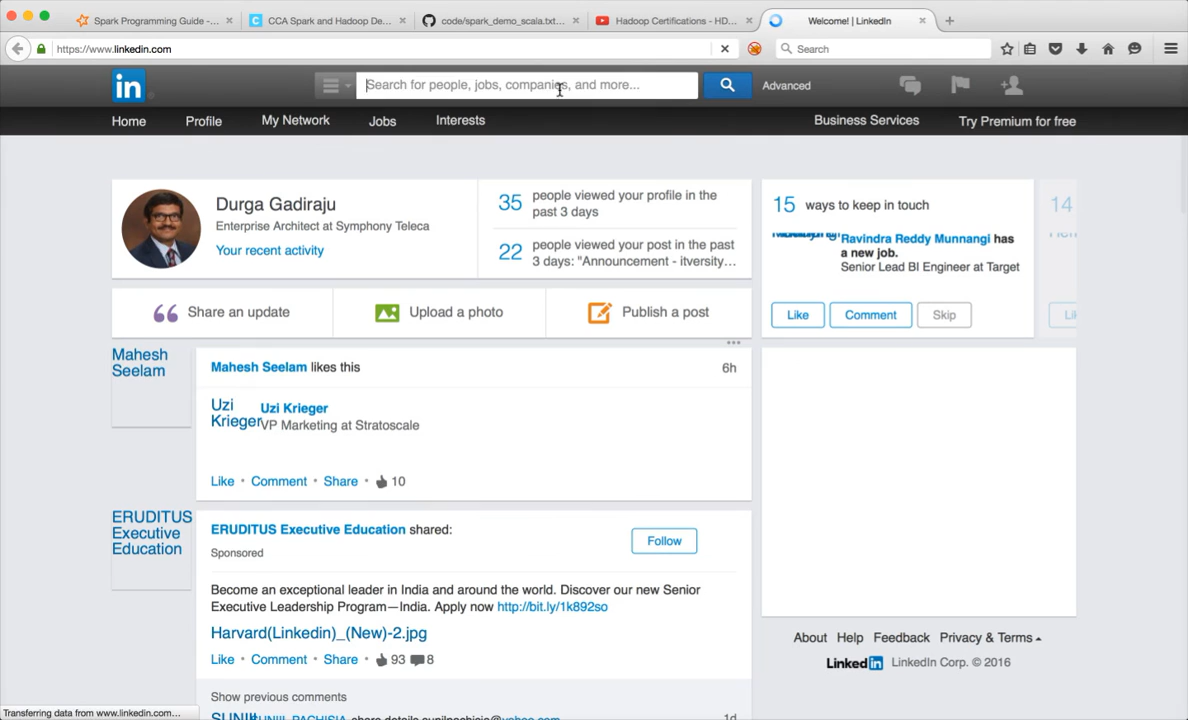 Spark Programming Guide -...
CCA Spark and Hadoop De...
code/spark_demo_scala.txt...
Hadoop Certifications - HD...
Welcome! | LinkedIn
https://www.linkedin.com
Search
in
Search for people, jobs, companies, and more...
Advanced
Home
Profile
My Network
Jobs
Interests
Business Services
Try Premium for free
Durga Gadiraju
Enterprise Architect at Symphony Teleca
Your recent activity
35
people viewed your profile in the
past 3 days
22
people viewed your post in the past
3 days: "Announcement - itversity...
15 ways to keep in touch
14
Ravindra Reddy Munnangi has
a new job.
Senior Lead BI Engineer at Target
Like
Comment
Skip
Share an update
Upload a photo
Publish a post
Mahesh
Seelam
Mahesh Seelam likes this
6h
Uzi
Krieger
Uzi Krieger
VP Marketing at Stratoscale
Like • Comment • Share • 10
ERUDITUS
Executive
Education
ERUDITUS Executive Education shared:
Sponsored
Follow
Become an exceptional leader in India and around the world. Discover our new Senior
Executive Leadership Program—India. Apply now http://bit.ly/1k892so
Harvard(Linkedin)_(New)-2.jpg
Like • Comment • Share • 93 8
Show previous comments
1d
About Help Feedback Privacy & Terms
Linked in LinkedIn Corp. © 2016
Transferring data from www.linkedin.com...